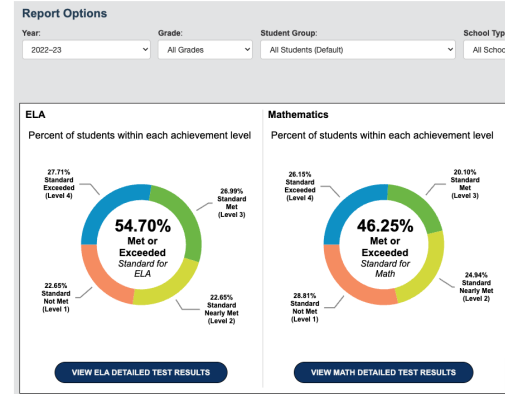 Report Options
Year:
Grade:
Student Group:
School Typ
2022–23
All Grades
All Students (Default)
All Schoo
ELA
Percent of students within each achievement level
27.71%
Standard
Exceeded
(Level 4)
26.99%
Standard
Met
(Level 3)
54.70%
Met or
Exceeded
Standard for
ELA
22.65%
Standard
Not Met
(Level 1)
22.65%
Standard
Nearly Met
(Level 2)
VIEW ELA DETAILED TEST RESULTS
Mathematics
Percent of students within each achievement level
26.15%
Standard
Exceeded
(Level 4)
20.10%
Standard
Met
(Level 3)
46.25%
Met or
Exceeded
Standard for
Math
28.81%
Standard
Not Met
(Level 1)
24.94%
Standard
Nearly Met
(Level 2)
VIEW MATH DETAILED TEST RESULTS